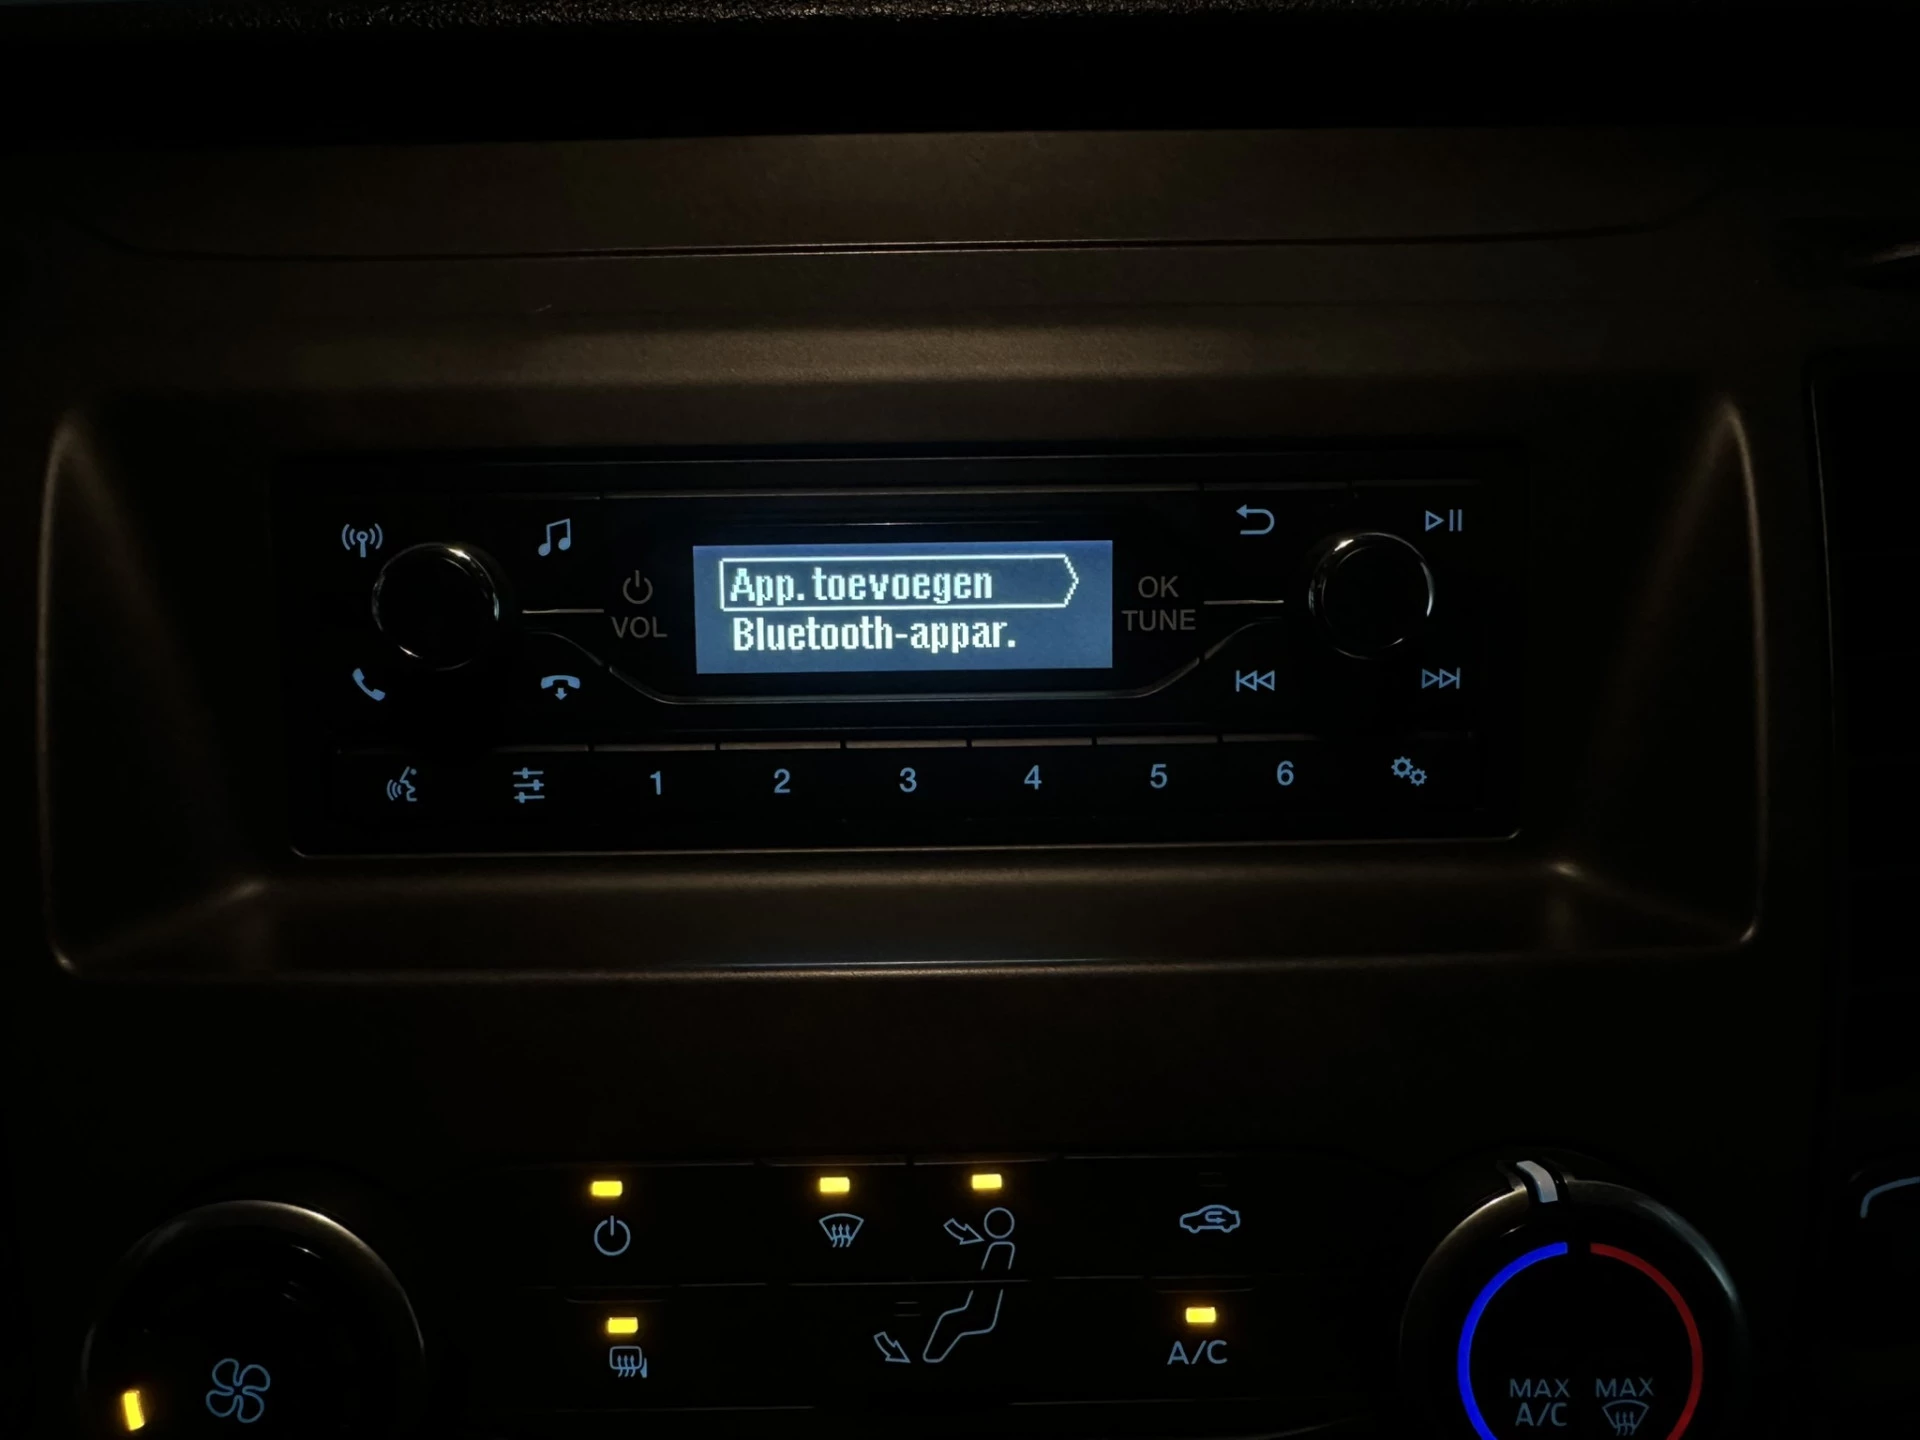 App. toevoegen
Bluetooth-appar.
VOL
OK
TUNE
1 2 3 4 5 6
A/C
MAX A/C
MAX